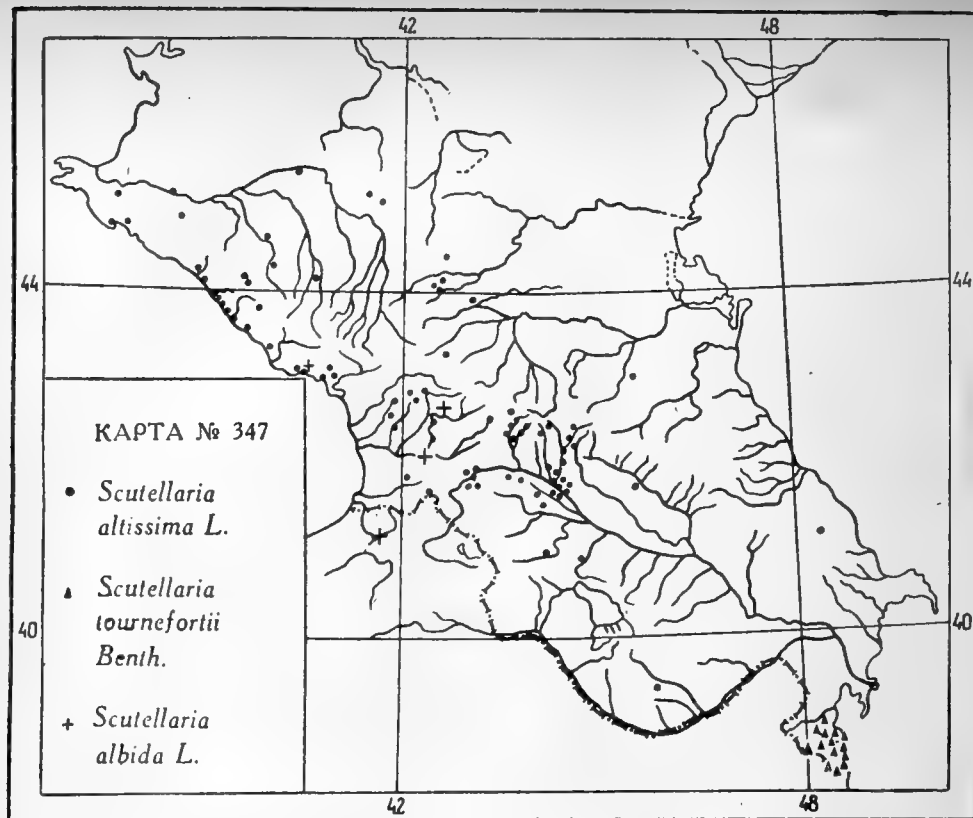 42 48
44 44
КАРТА № 347
• Scutellaria
altissima L.
▲ Scutellaria
tournefortii
Benth.
+ Scutellaria
albida L.
40 40
42 48